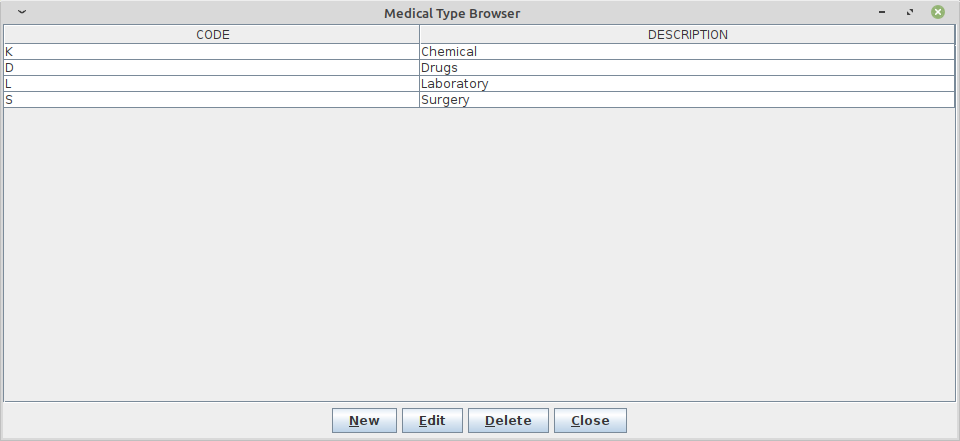 Medical Type Browser
CODE DESCRIPTION
K Chemical
D Drugs
L Laboratory
S Surgery
New Edit Delete Close